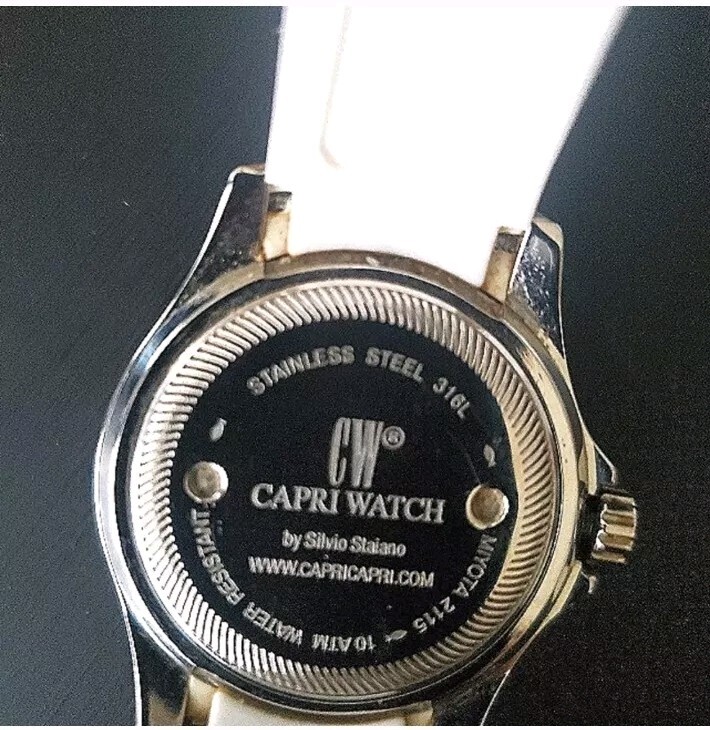 STAINLESS STEEL 316L
CW®
CAPRI WATCH
by Silvio Staiano
WWW.CAPRICAPRI.COM
MIYOTA 2115
10 ATM WATER RESISTANT